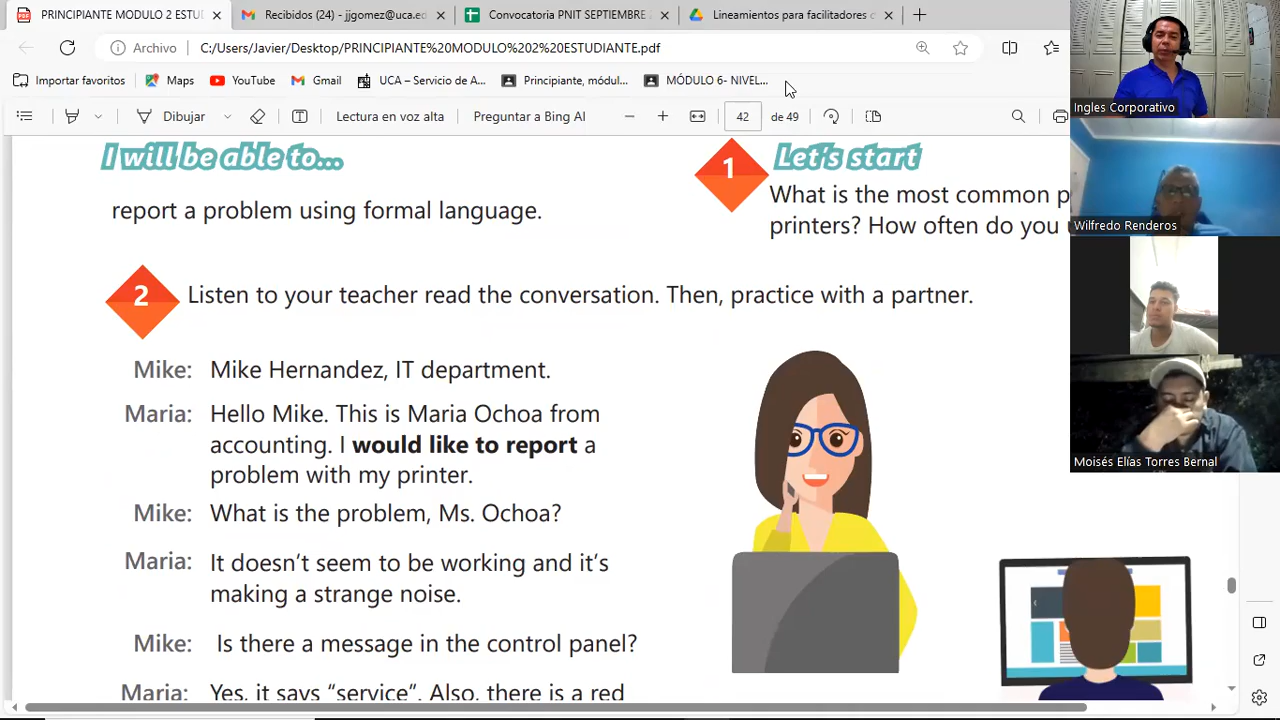 PRINCIPIANTE MODULO 2 ESTUD
Recibidos (24) - jjgomez@uca.ed
Convocatoria PNIT SEPTIEMBRE
Lineamientos para facilitadores c
Archivo
C:/Users/Javier/Desktop/PRINCIPIANTE%20MODULO%202%20ESTUDIANTE.pdf
Importar favoritos
Maps
YouTube
Gmail
UCA – Servicio de A...
Principiante, módul...
MÓDULO 6- NIVEL...
Dibujar
Lectura en voz alta
Preguntar a Bing AI
42
de 49
I will be able to...
report a problem using formal language.
1
Let's start
What is the most common p
printers? How often do you
2
Listen to your teacher read the conversation. Then, practice with a partner.
Mike: Mike Hernandez, IT department.
Maria: Hello Mike. This is Maria Ochoa from
accounting. I would like to report a
problem with my printer.
Mike: What is the problem, Ms. Ochoa?
Maria: It doesn't seem to be working and it's
making a strange noise.
Mike: Is there a message in the control panel?
Maria: Yes, it says "service". Also, there is a red
Ingles Corporativo
Wilfredo Renderos
Moisés Elías Torres Bernal